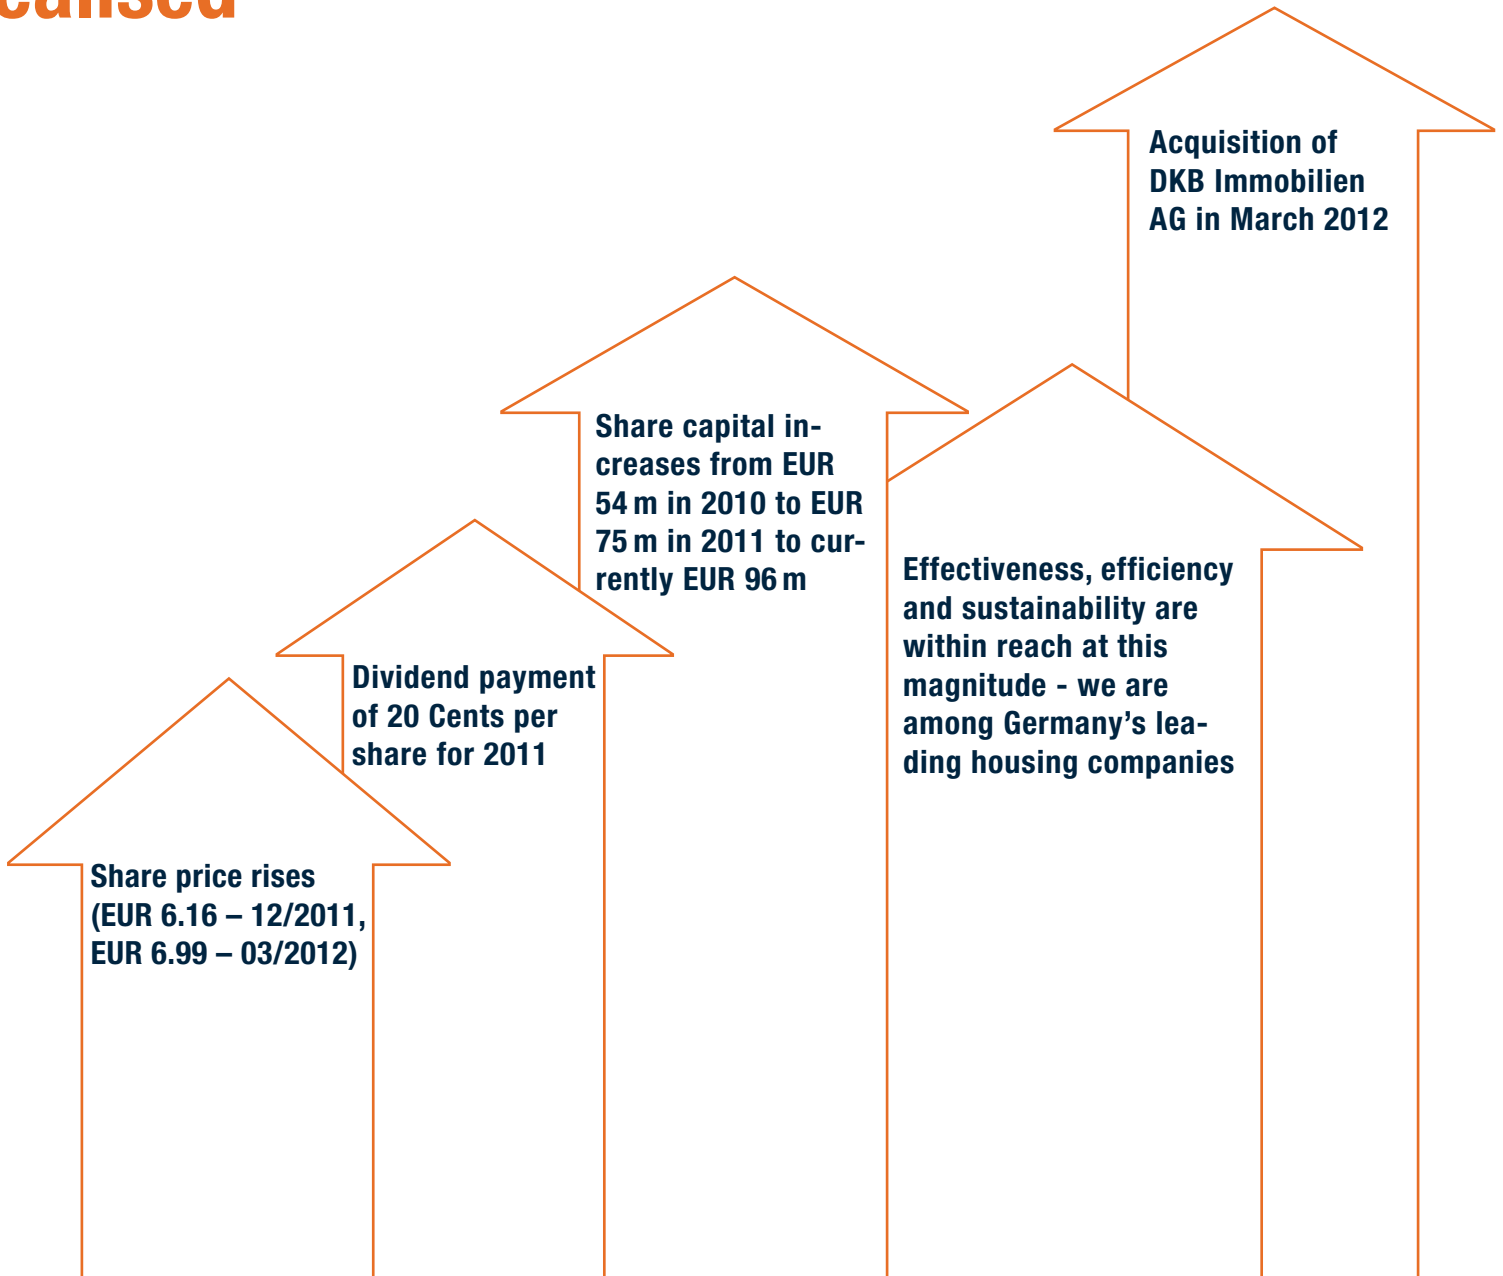 Share price rises
(EUR 6.16 – 12/2011,
EUR 6.99 – 03/2012)
Dividend payment
of 20 Cents per
share for 2011
Share capital in-
creases from EUR
54 m in 2010 to EUR
75 m in 2011 to cur-
rently EUR 96 m
Effectiveness, efficiency
and sustainability are
within reach at this
magnitude - we are
among Germany’s lea-
ding housing companies
Acquisition of
DKB Immobilien
AG in March 2012